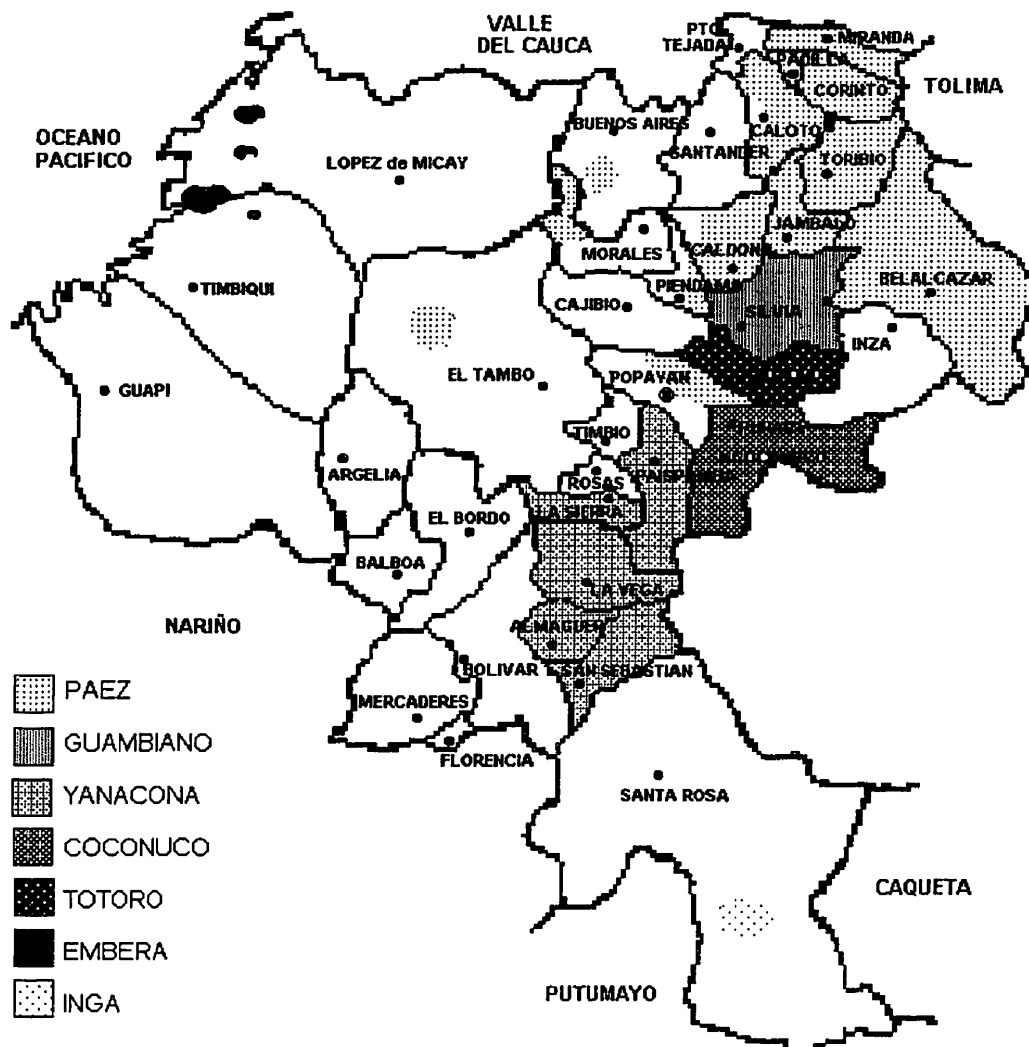 VALLE
DEL CAUCA
PTO
TEJADA
MIRANDA
PADILLA
CORINTO
TOLIMA
OCEANO
PACIFICO
BUENOS AIRES
SANTANDER
CALOTO
TORIBIO
LOPEZ de MICAY
JAMBALO
MORALES
CALDONA
BELALCAZAR
TIMBIQUI
PIENDAMA
CAJIBIO
SILVIA
INZA
GUAPI
EL TAMBO
POPAYAN
TIMBIO
ARGELIA
ROSAS
PAISPAMBA
LA SIERRA
EL BORDO
BALBOA
LA VEGA
NARIÑO
ALMAGUER
BOLIVAR
SAN SEBASTIAN
MERCADERES
FLORENCIA
SANTA ROSA
CAQUETA
PUTUMAYO
PAEZ
GUAMBIANO
YANACONA
COCONUCO
TOTORO
EMBERA
INGA